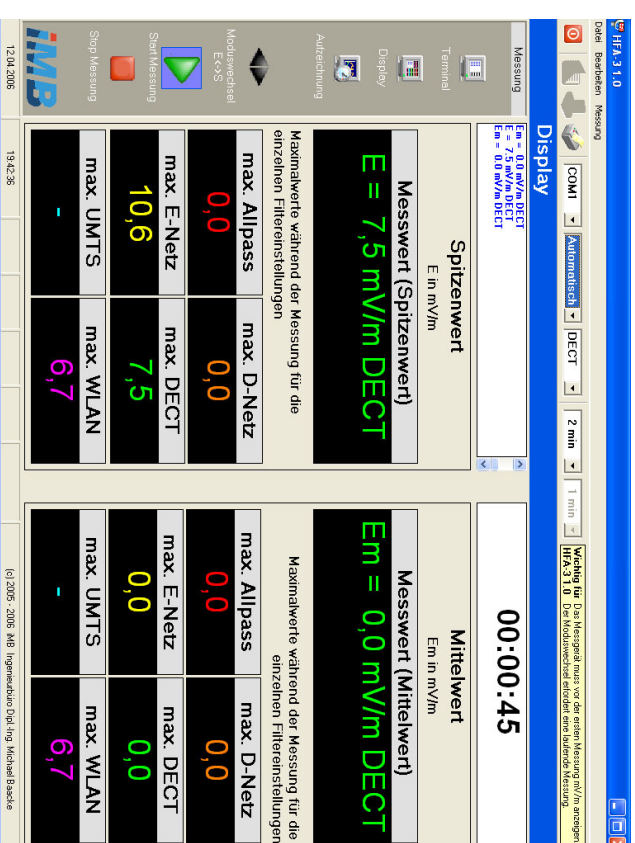 HFA-3 1.0
Datei Bearbeiten Messung
COM1 Automatisch DECT 2 min 1 min
Wichtig für Das Messgerät muss vor der ersten Messung mV/m anzeigen.
HFA-3 1.0 Der Moduswechsel erfordert eine laufende Messung.
Messung
Terminal
Display
Aufzeichnung
Moduswechsel
E<->S
Start Messung
Stop Messung
iMB
Display
Em = 0,0 mV/m DECT
E = 7,5 mV/m DECT
Em = 0,0 mV/m DECT
00:00:45
Spitzenwert
E in mV/m
Messwert (Spitzenwert)
E = 7,5 mV/m DECT
Maximalwerte während der Messung für die
einzelnen Filtereinstellungen
max. Allpass max. D-Netz
0,0 0,0
max. E-Netz max. DECT
10,6 7,5
max. UMTS max. WLAN
- 6,7
Mittelwert
Em in mV/m
Messwert (Mittelwert)
Em = 0,0 mV/m DECT
Maximalwerte während der Messung für die
einzelnen Filtereinstellungen
max. Allpass max. D-Netz
0,0 0,0
max. E-Netz max. DECT
0,0 0,0
max. UMTS max. WLAN
- 6,7
12.04.2006 19:42:36 (c) 2005 - 2006 iMB Ingenieurbüro Dipl.-Ing. Michael Baacke